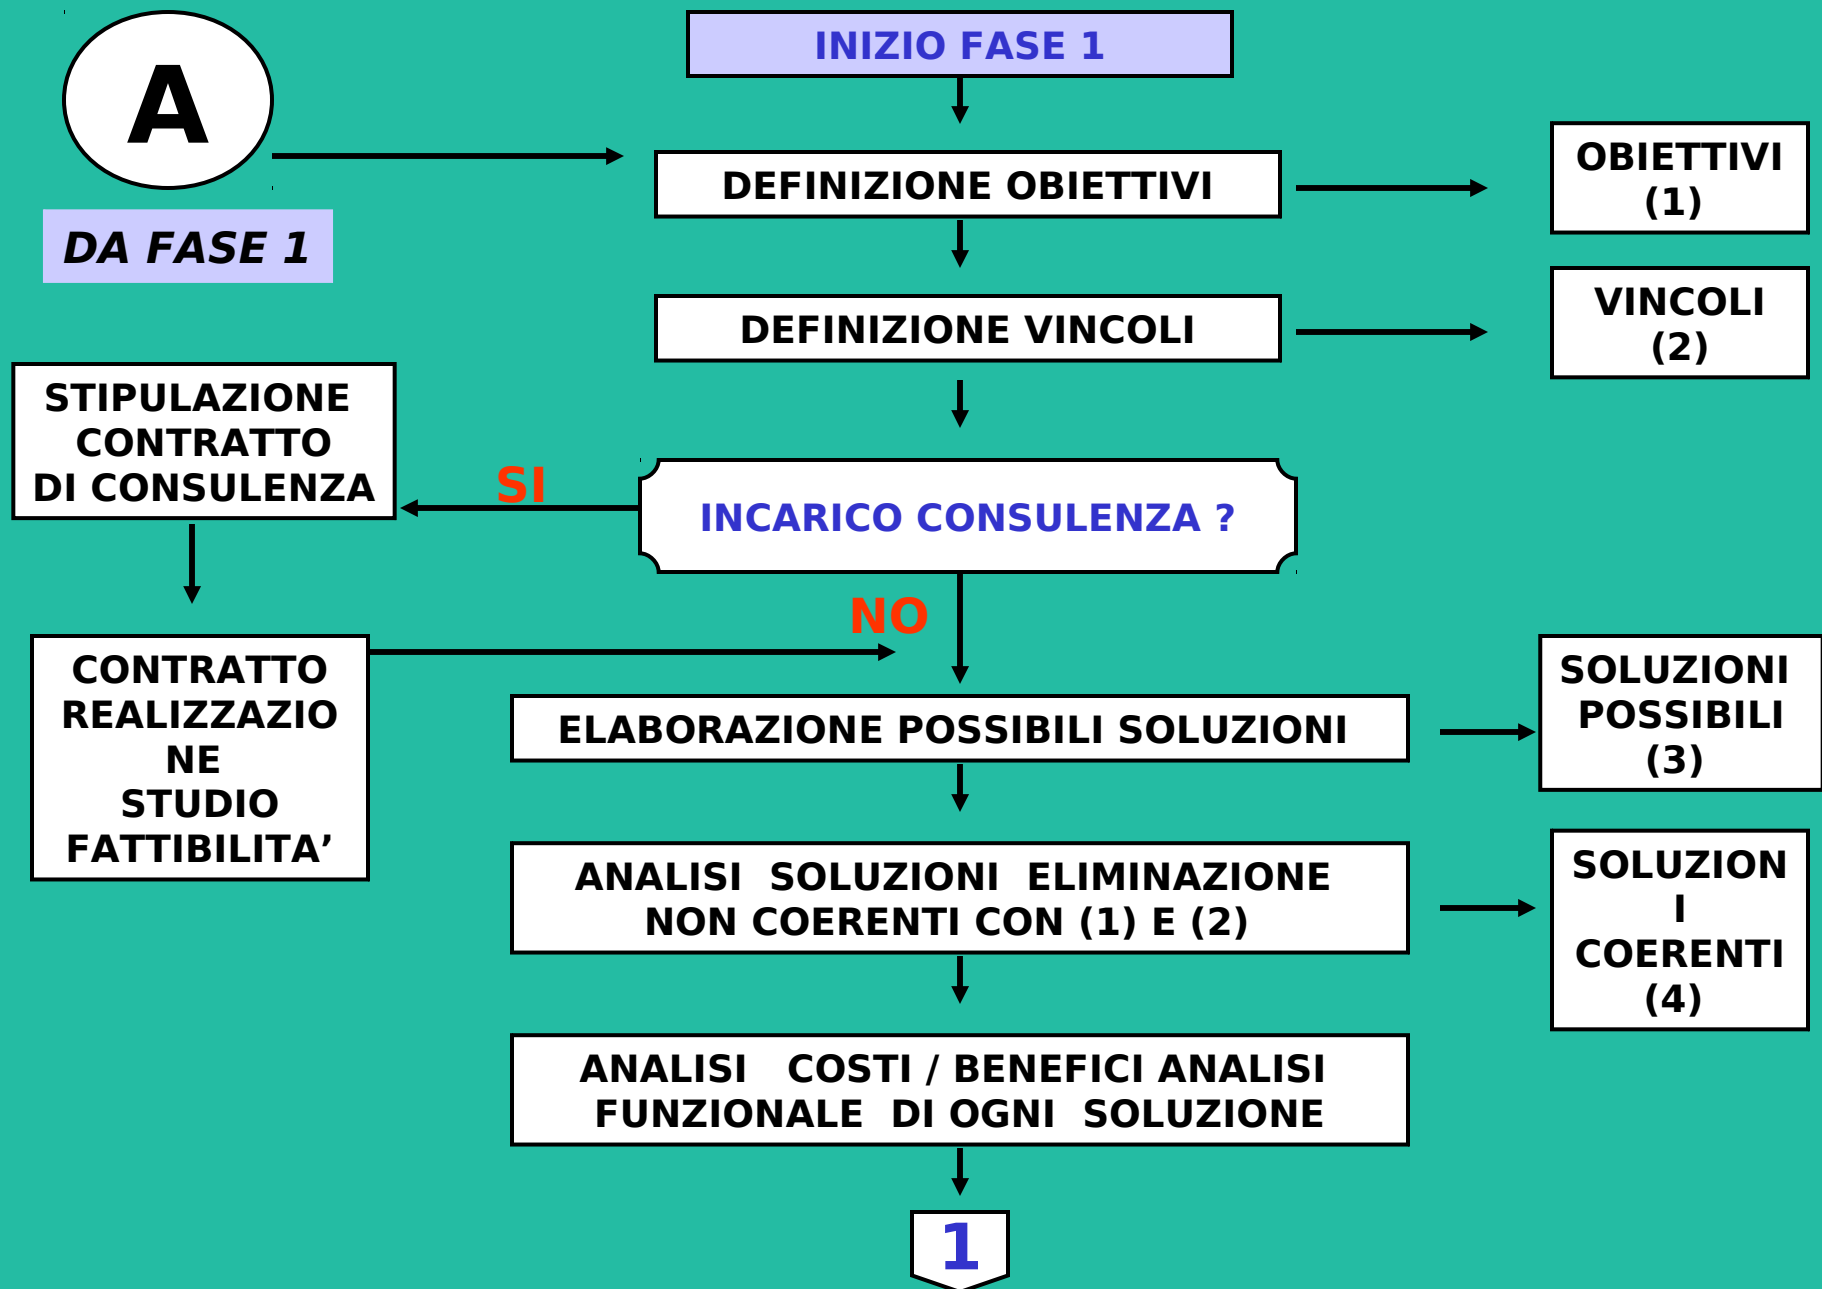 A
INIZIO FASE 1
DEFINIZIONE OBIETTIVI
OBIETTIVI
(1)
DA FASE 1
DEFINIZIONE VINCOLI
VINCOLI
(2)
STIPULAZIONE
CONTRATTO
DI CONSULENZA
SI
INCARICO CONSULENZA ?
NO
CONTRATTO
REALIZZAZIO
NE
STUDIO
FATTIBILITA’
ELABORAZIONE POSSIBILI SOLUZIONI
SOLUZIONI
POSSIBILI
(3)
ANALISI SOLUZIONI ELIMINAZIONE
NON COERENTI CON (1) E (2)
SOLUZION
I
COERENTI
(4)
ANALISI COSTI / BENEFICI ANALISI
FUNZIONALE DI OGNI SOLUZIONE
1